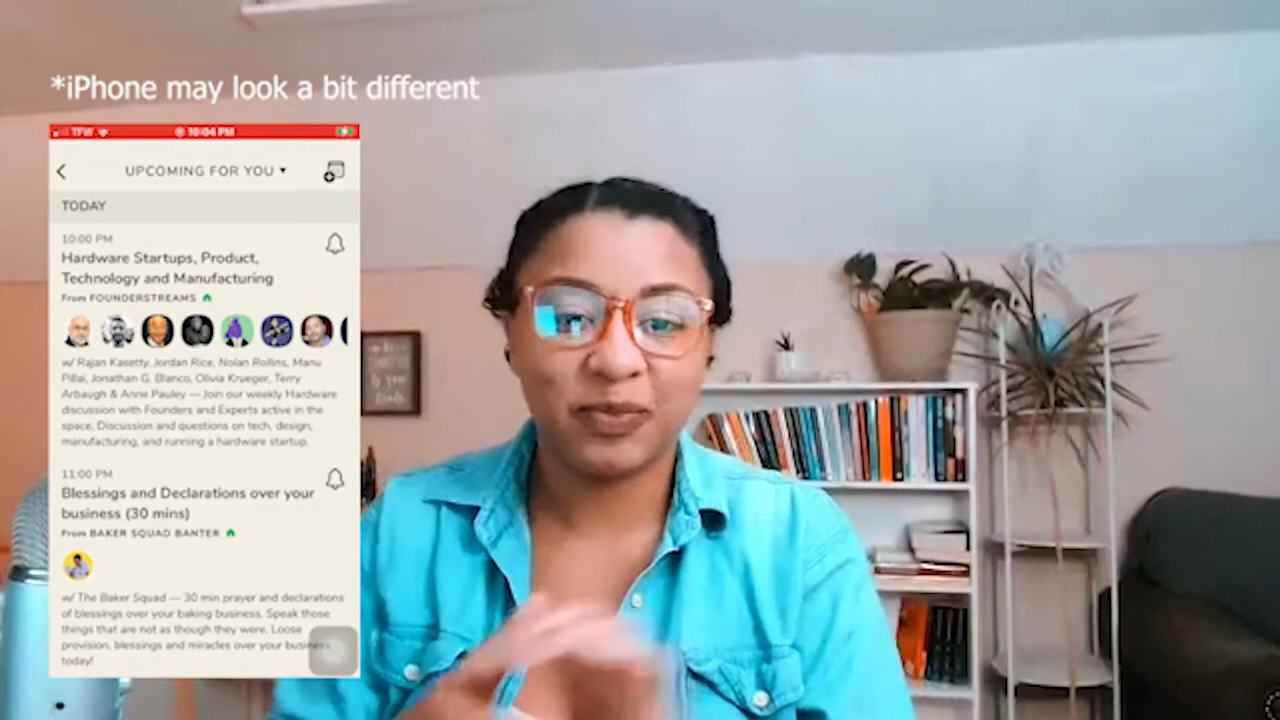 *iPhone may look a bit different
TFW 10:04 PM
UPCOMING FOR YOU
TODAY
10:00 PM
Hardware Startups, Product,
Technology and Manufacturing
From FOUNDERSTREAMS
w/ Rajan Kasetty, Jordan Rice, Nolan Rollins, Manu
Pillai, Jonathan G. Blanco, Olivia Krueger, Terry
Arbaugh & Anne Pauley — Join our weekly Hardware
discussion with Founders and Experts active in the
space. Discussion and questions on tech, design,
manufacturing, and running a hardware startup.
11:00 PM
Blessings and Declarations over your
business (30 mins)
From BAKER SQUAD BANTER
w/ The Baker Squad — 30 min prayer and declarations
of blessings over your baking business. Speak those
things that are not as though they were. Loose
provision, blessings and miracles over your business
today!